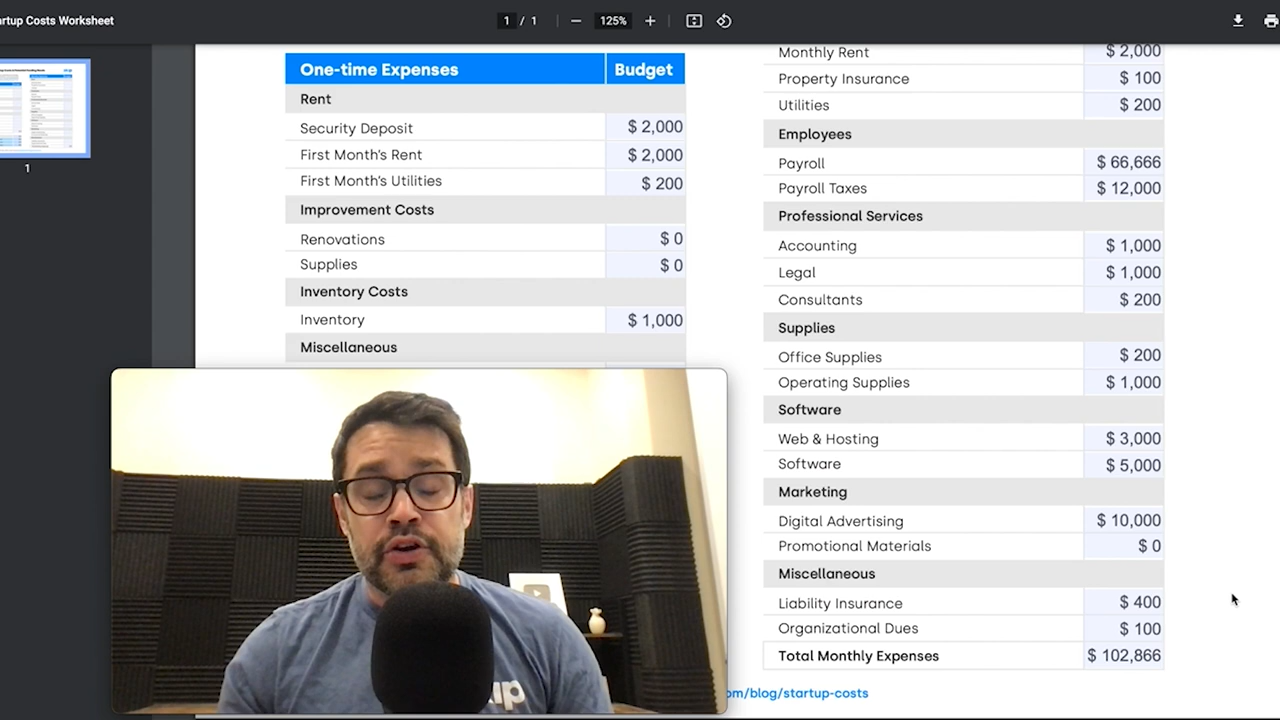 rtup Costs Worksheet
1 / 1
125%
1
One-time Expenses Budget
Rent
Security Deposit $ 2,000
First Month's Rent $ 2,000
First Month's Utilities $ 200
Improvement Costs
Renovations $ 0
Supplies $ 0
Inventory Costs
Inventory $ 1,000
Miscellaneous
Monthly Rent $ 2,000
Property Insurance $ 100
Utilities $ 200
Employees
Payroll $ 66,666
Payroll Taxes $ 12,000
Professional Services
Accounting $ 1,000
Legal $ 1,000
Consultants $ 200
Supplies
Office Supplies $ 200
Operating Supplies $ 1,000
Software
Web & Hosting $ 3,000
Software $ 5,000
Marketing
Digital Advertising $ 10,000
Promotional Materials $ 0
Miscellaneous
Liability Insurance $ 400
Organizational Dues $ 100
Total Monthly Expenses $ 102,866
om/blog/startup-costs
up